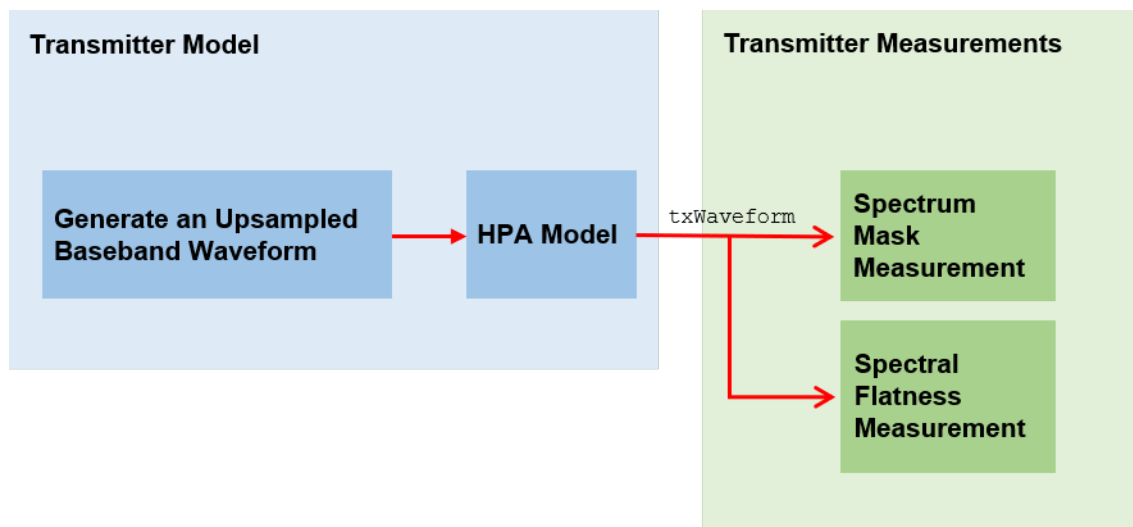 Transmitter Model
Generate an Upsampled
Baseband Waveform
HPA Model
txWaveform
Transmitter Measurements
Spectrum
Mask
Measurement
Spectral
Flatness
Measurement